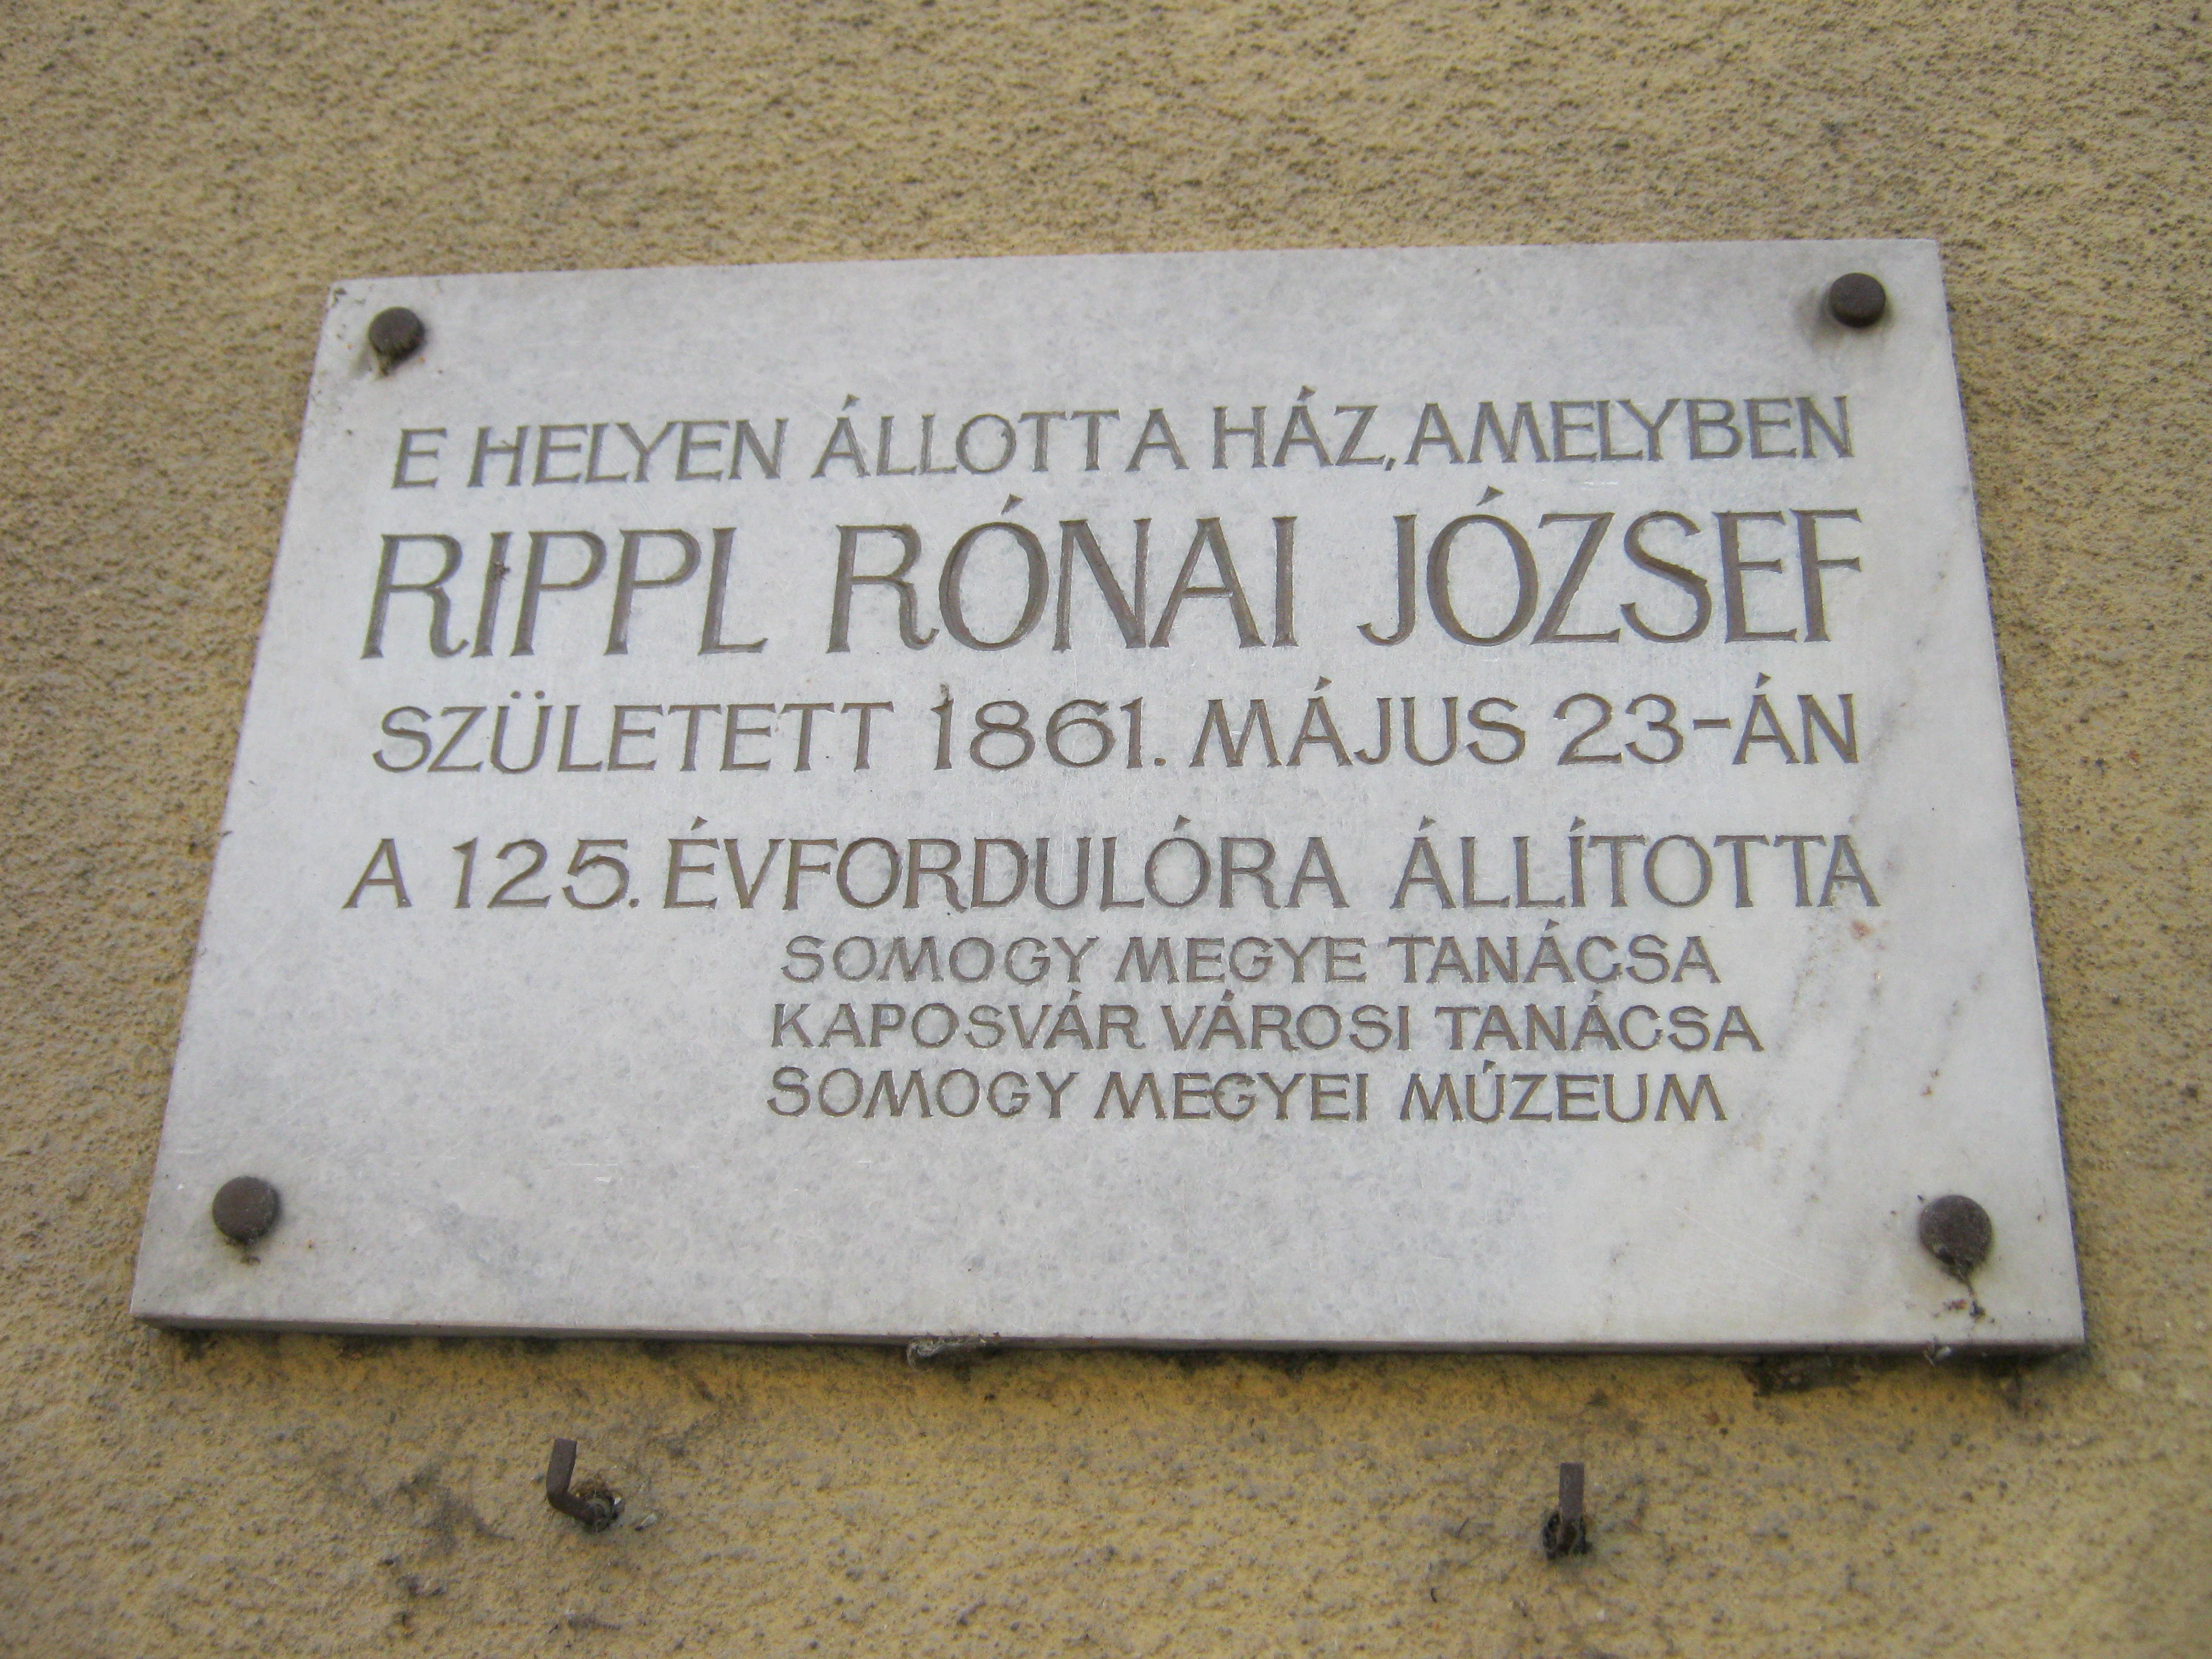 E HELYEN ÁLLOTT A HÁZ, AMELYBEN
RIPPL RÓNAI JÓZSEF
SZÜLETETT 1861. MÁJUS 23-ÁN
A 125. ÉVFORDULÓRA ÁLLÍTOTTA
SOMOGY MEGYE TANÁCSA
KAPOSVÁR VÁROSI TANÁCSA
SOMOGY MEGYEI MÚZEUM